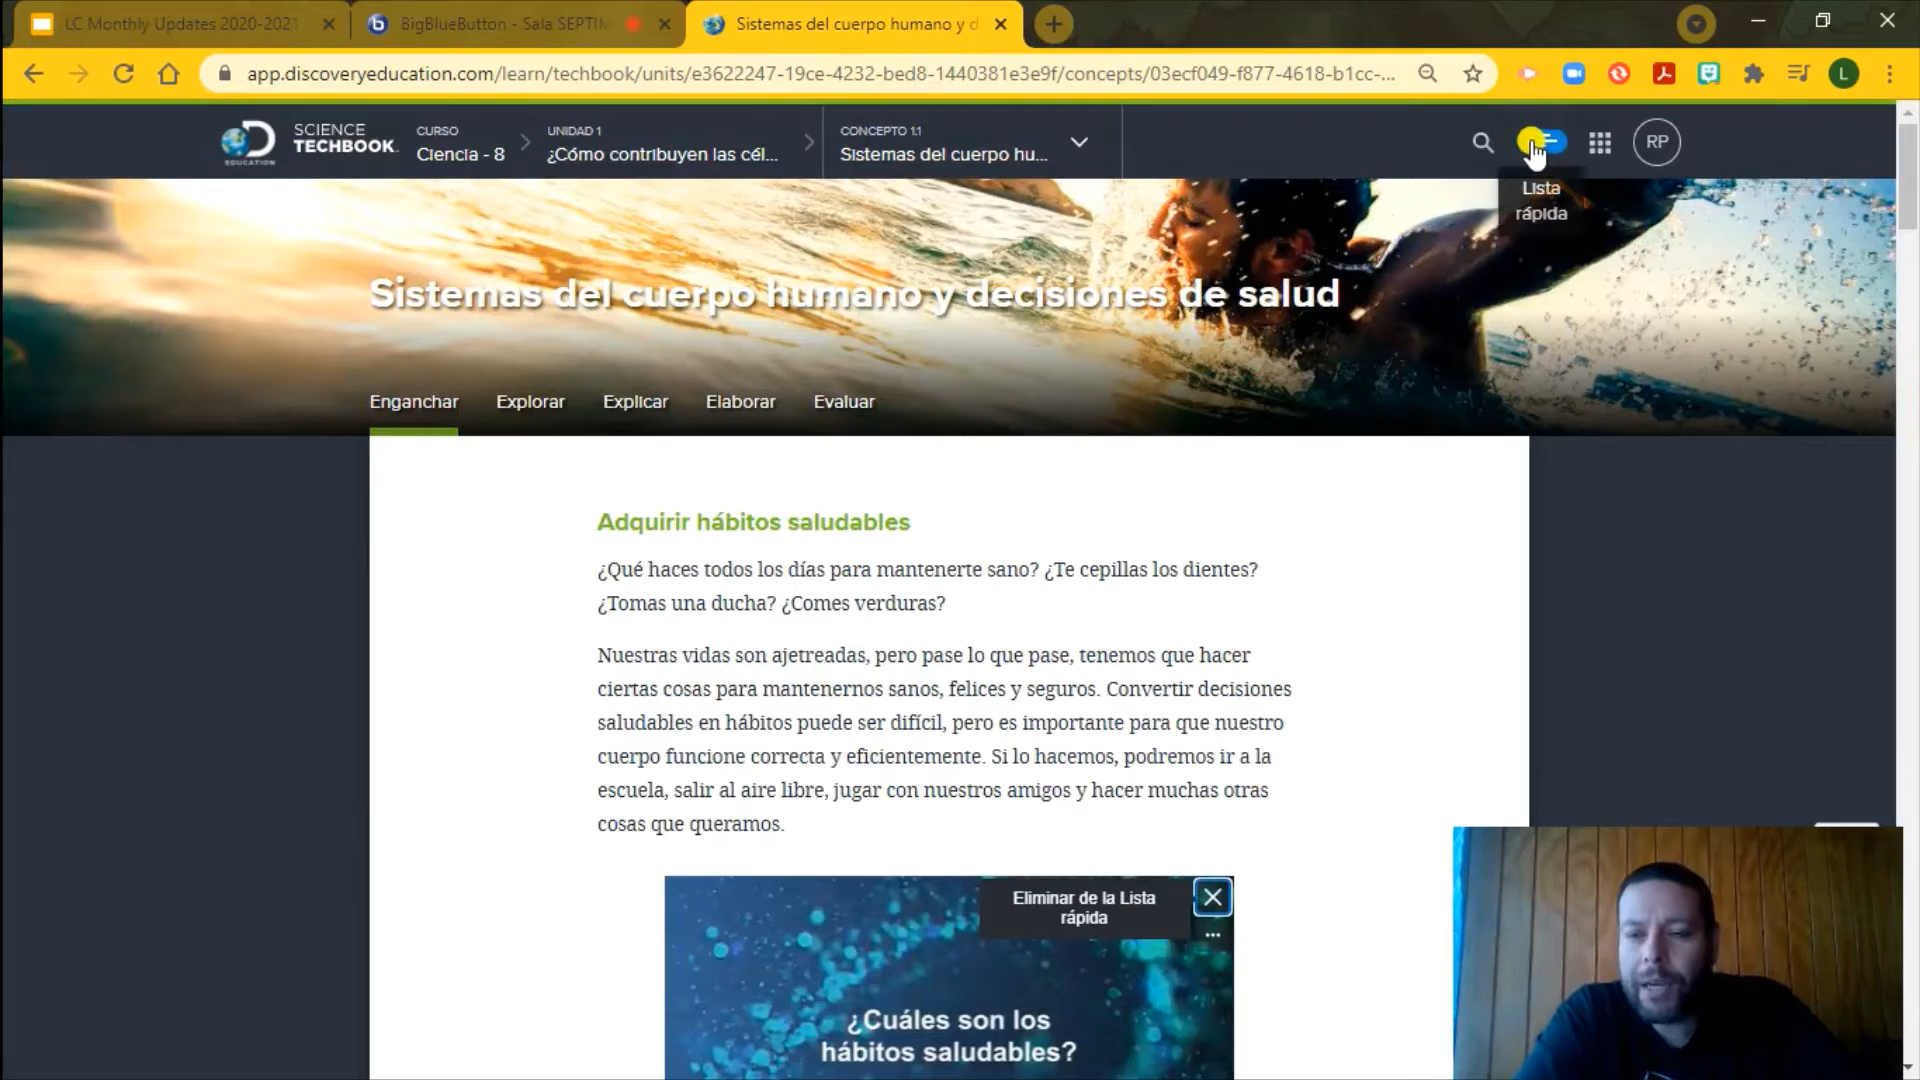 LC Monthly Updates 2020-2021
BigBlueButton - Sala SEPTIM
Sistemas del cuerpo humano y d
app.discoveryeducation.com/learn/techbook/units/e3622247-19ce-4232-bed8-1440381e3e9f/concepts/03ecf049-f877-4618-b1cc-...
L
EDUCATION
SCIENCE
TECHBOOK
CURSO
Ciencia - 8
UNIDAD 1
¿Cómo contribuyen las cél...
CONCEPTO 1.1
Sistemas del cuerpo hu...
RP
Lista
rápida
Sistemas del cuerpo humano y decisiones de salud
Enganchar Explorar Explicar Elaborar Evaluar
Adquirir hábitos saludables
¿Qué haces todos los días para mantenerte sano? ¿Te cepillas los dientes?
¿Tomas una ducha? ¿Comes verduras?
Nuestras vidas son ajetreadas, pero pase lo que pase, tenemos que hacer
ciertas cosas para mantenernos sanos, felices y seguros. Convertir decisiones
saludables en hábitos puede ser difícil, pero es importante para que nuestro
cuerpo funcione correcta y eficientemente. Si lo hacemos, podremos ir a la
escuela, salir al aire libre, jugar con nuestros amigos y hacer muchas otras
cosas que queramos.
Eliminar de la Lista
rápida
¿Cuáles son los
hábitos saludables?